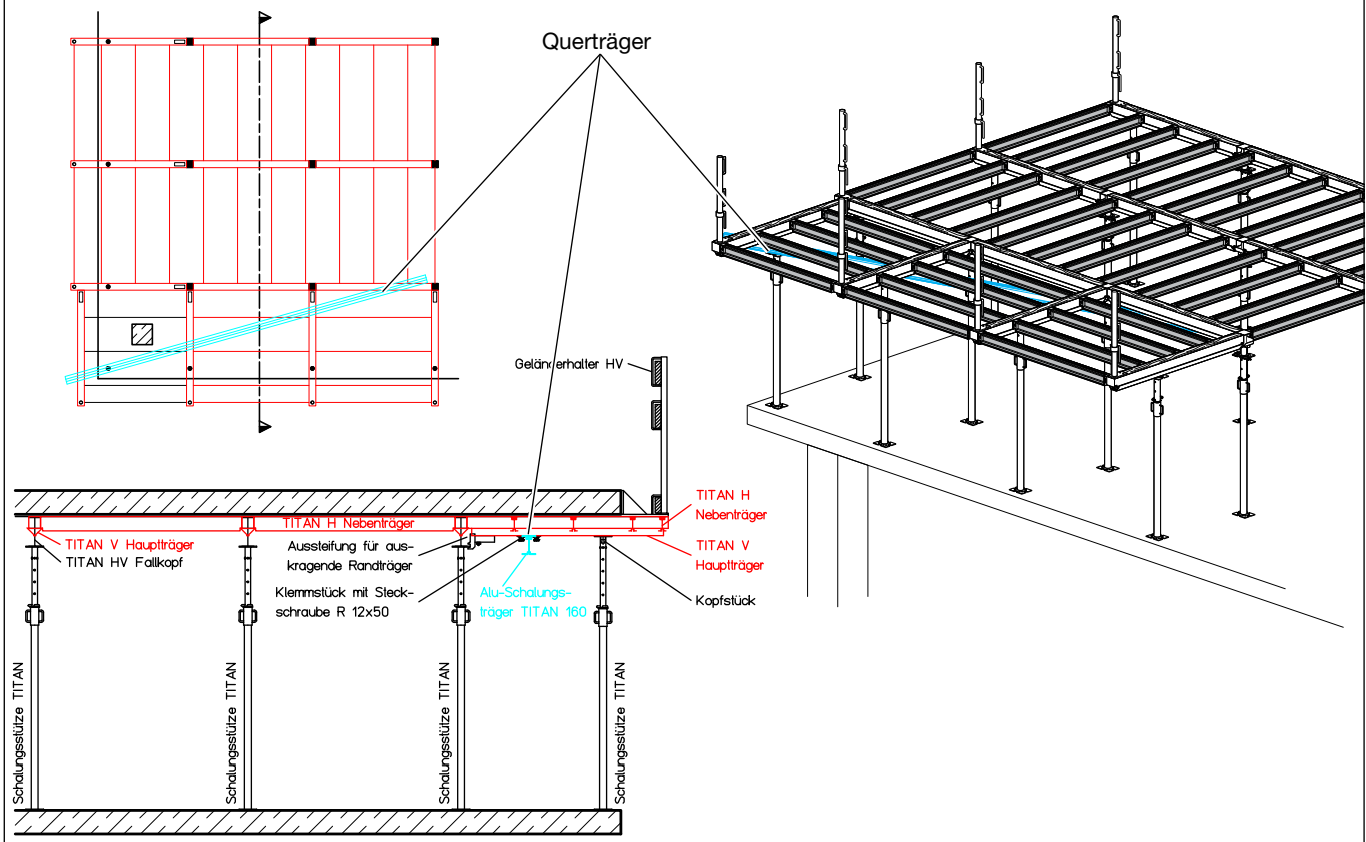 Querträger
Geländerhalter HV
TITAN H
Nebenträger
TITAN H Nebenträger
TITAN V Hauptträger
TITAN HV Fallkopf
Aussteifung für aus-
kragende Randträger
TITAN V
Hauptträger
Klemmstück mit Steck-
schraube R 12x50
Alu-Schalungs-
träger TITAN 160
Kopfstück
Schalungsstütze TITAN
Schalungsstütze TITAN
Schalungsstütze TITAN
Schalungsstütze TITAN